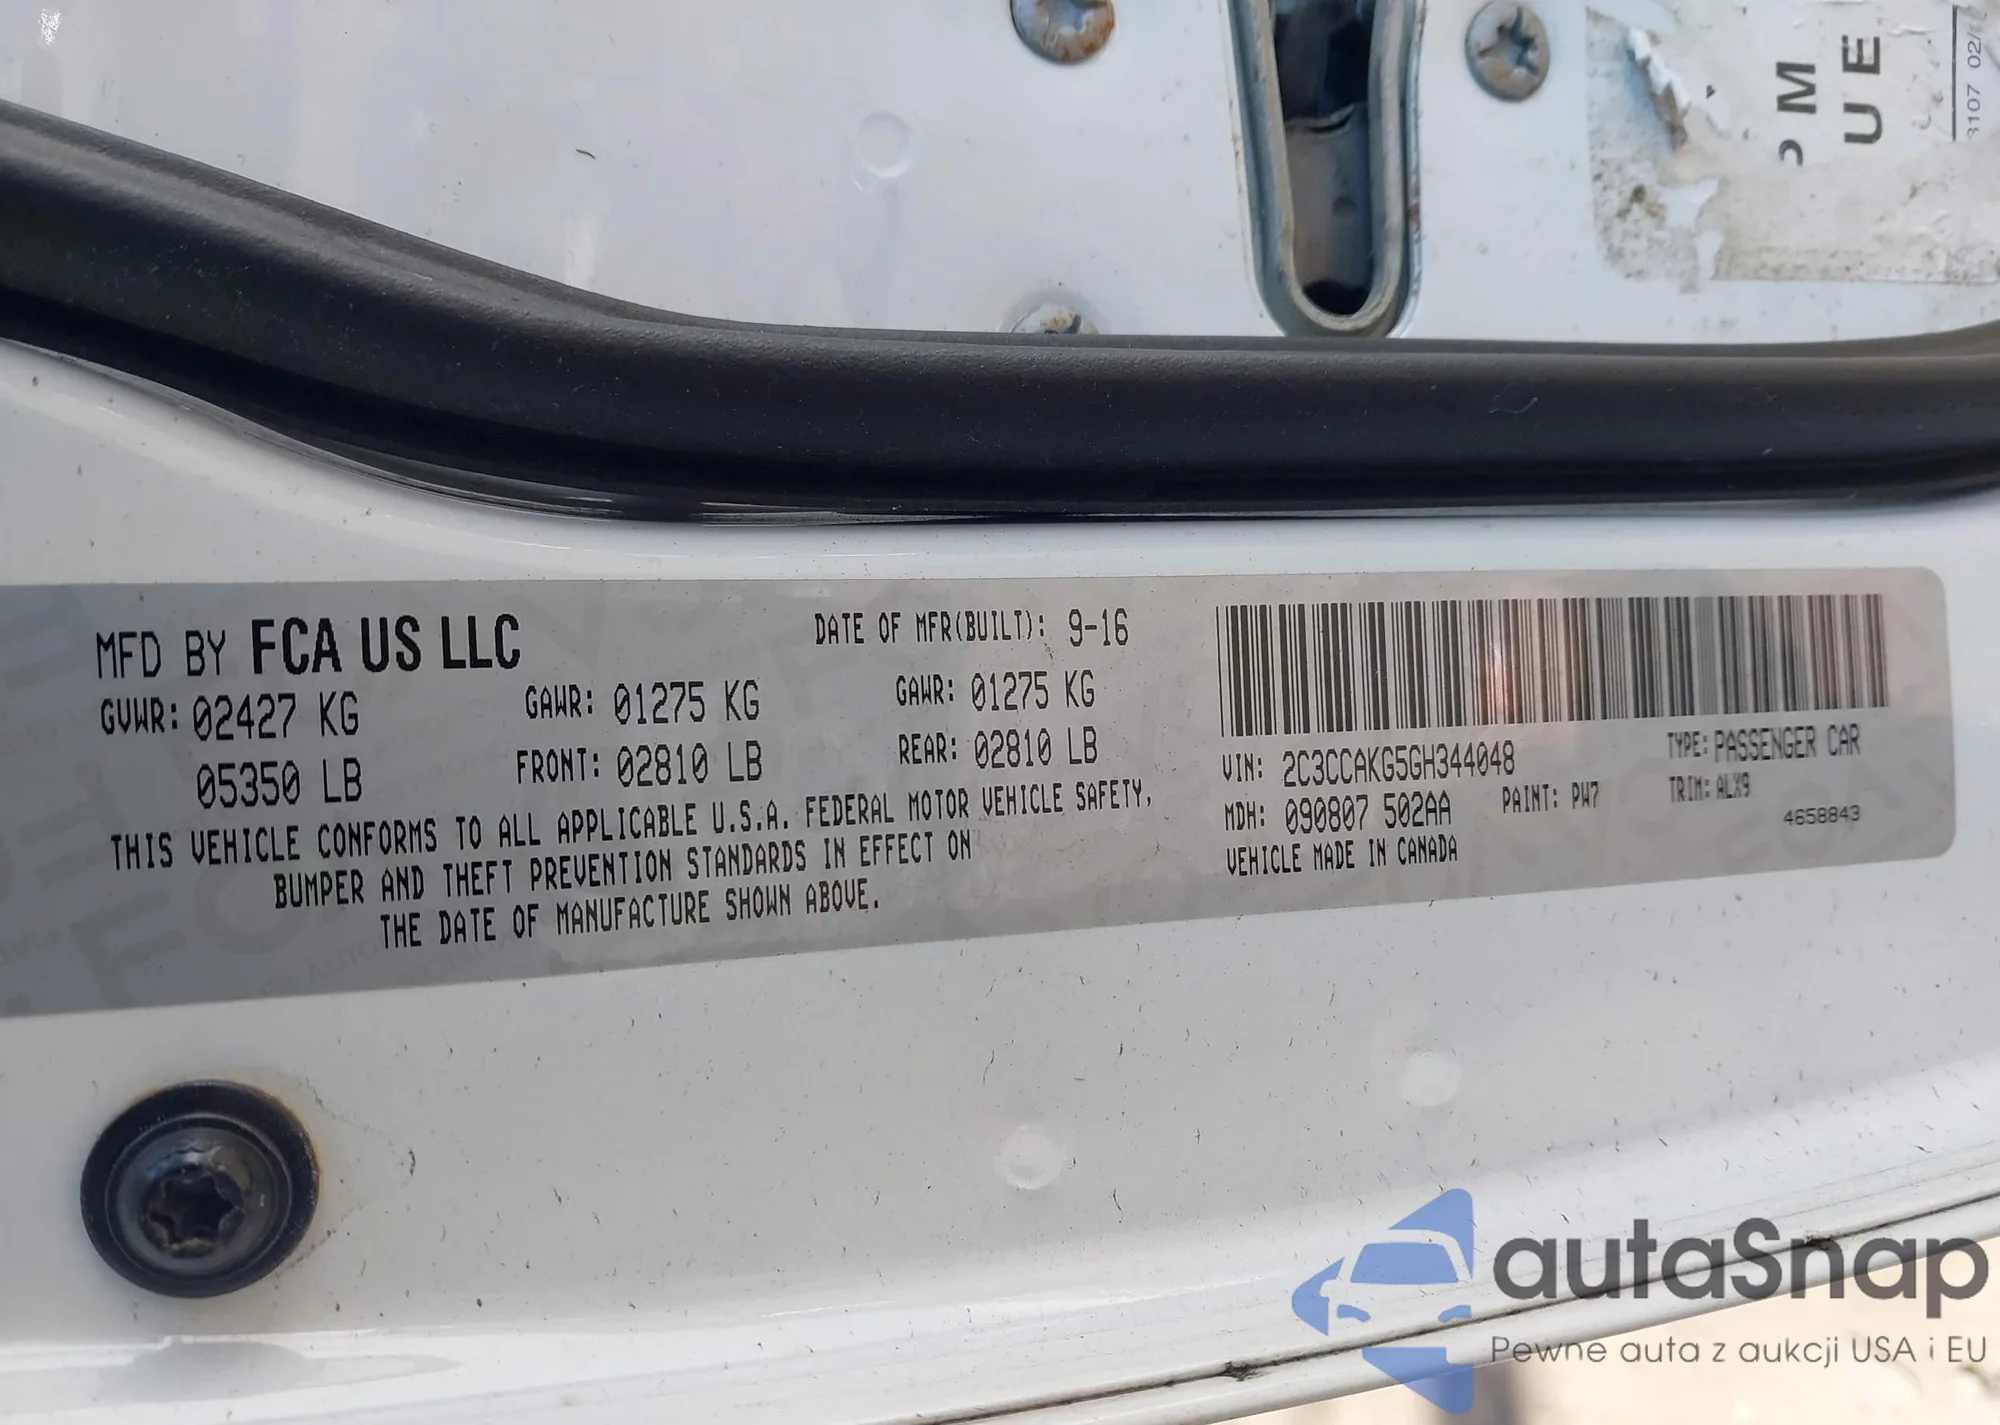 PM
UE
MFD BY FCA US LLC
DATE OF MFR(BUILT): 9-16
GVWR: 02427 KG
GAWR: 01275 KG
GAWR: 01275 KG
05350 LB
FRONT: 02810 LB
REAR: 02810 LB
THIS VEHICLE CONFORMS TO ALL APPLICABLE U.S.A. FEDERAL MOTOR VEHICLE SAFETY,
BUMPER AND THEFT PREVENTION STANDARDS IN EFFECT ON
THE DATE OF MANUFACTURE SHOWN ABOVE.
VIN: 2C3CCAKG5GH344048
TYPE: PASSENGER CAR
MDH: 090807 502AA
PAINT: PW7
TRIM: ALX9
VEHICLE MADE IN CANADA
4658843
autaSnap
Pewne auta z aukcji USA i EU